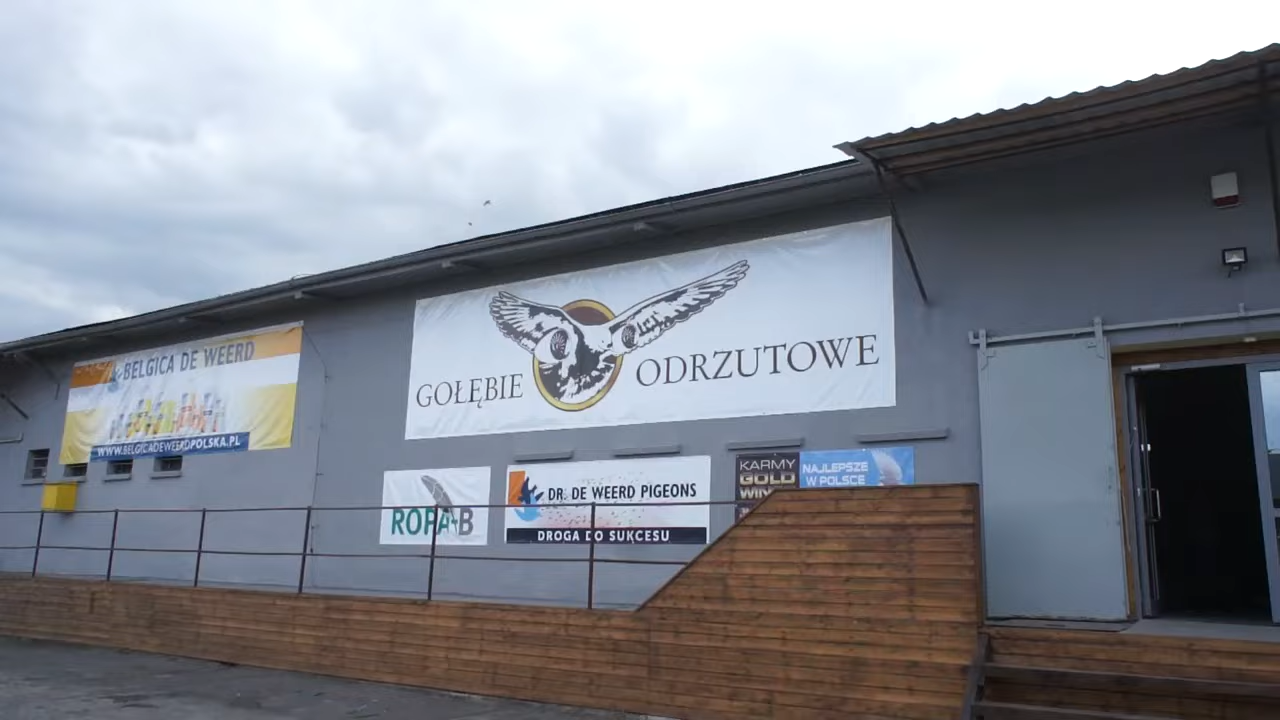 BELGICA DE WEERD
WWW.BELGICADEWEERDPOLSKA.PL
GOŁĘBIE ODRZUTOWE
ROPA-B
DR. DE WEERD PIGEONS
DROGA DO SUKCESU
KARMY
GOLD
NAJLEPSZE
W POLSCE